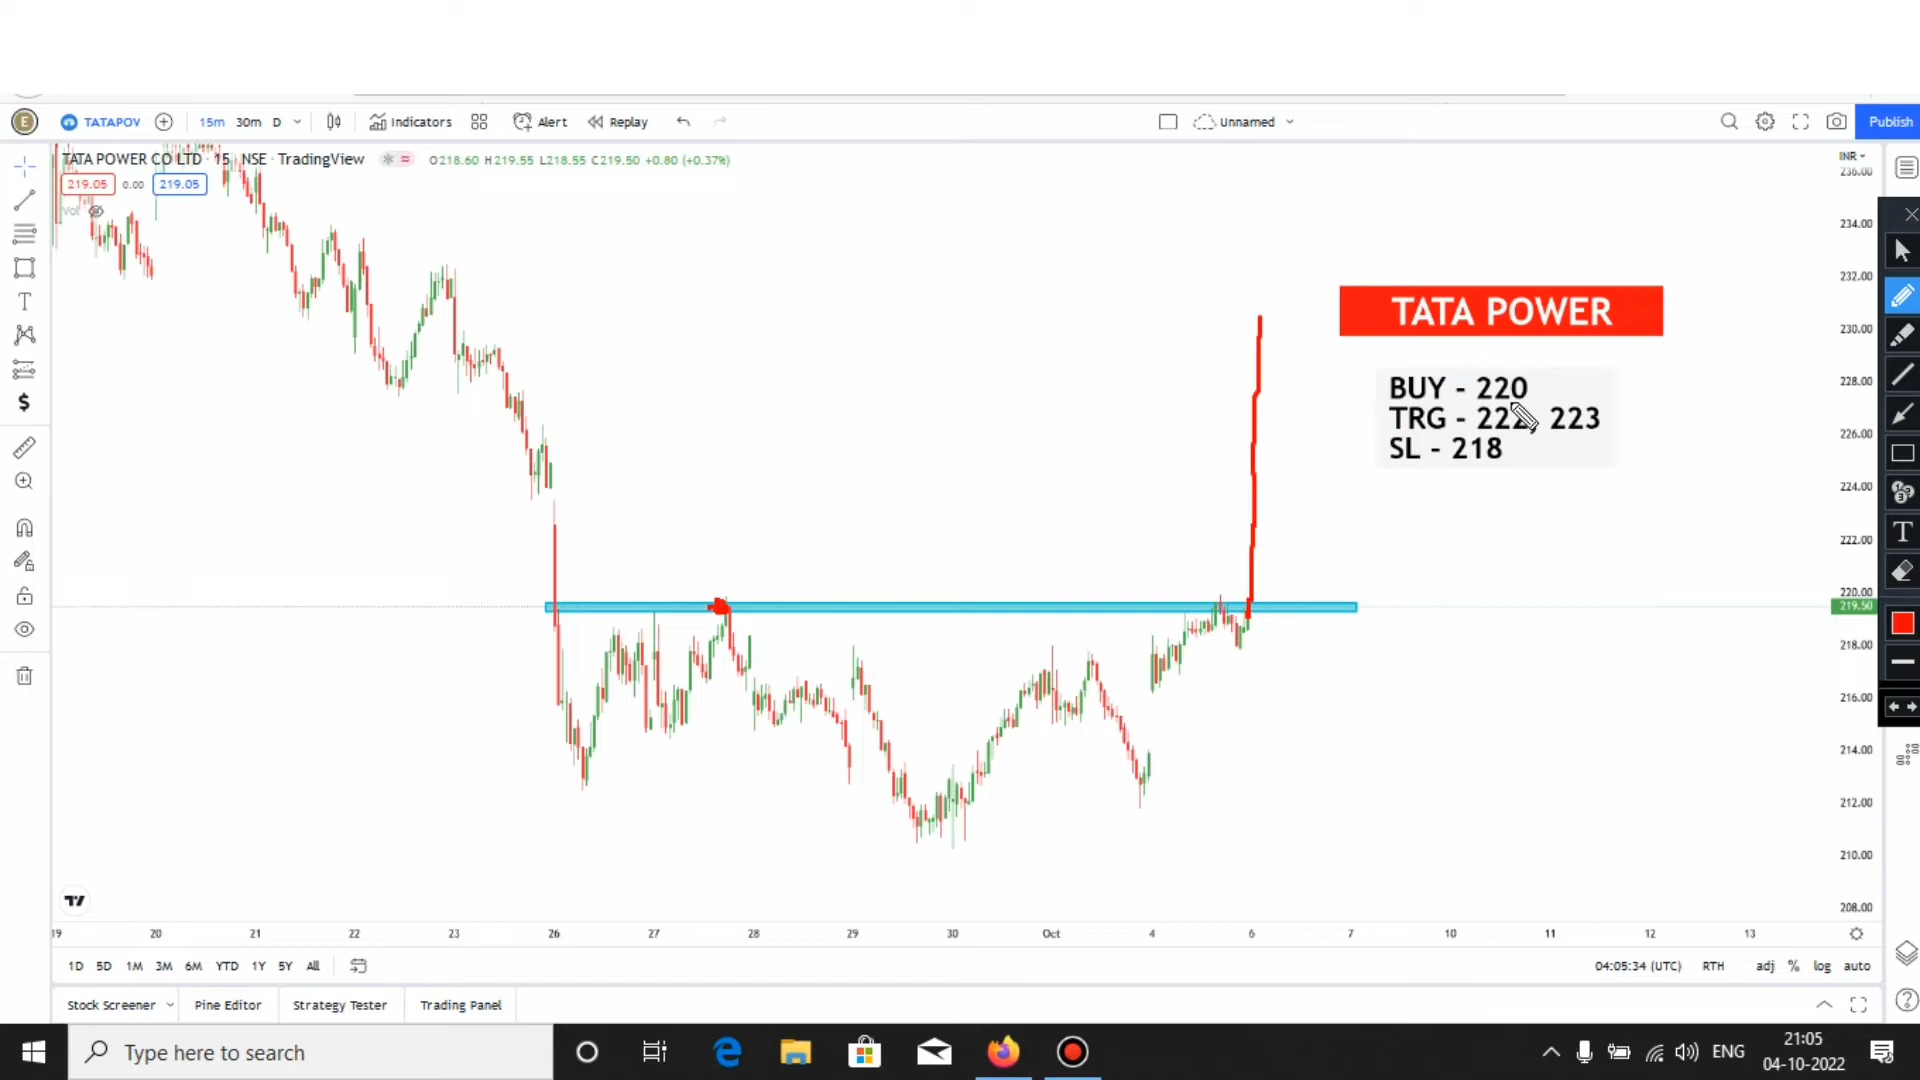 E
TATAPOV
15m 30m D
Indicators
Alert
Replay
Unnamed
Publish
TATA POWER CO LTD · 15 · NSE · TradingView
O218.60 H219.55 L218.55 C219.50 +0.80 (+0.37%)
INR
236.00
219.05 0.00 219.05
Vol
234.00
232.00
230.00
228.00
226.00
224.00
222.00
220.00
219.50
218.00
216.00
214.00
212.00
210.00
208.00
TATA POWER
BUY - 220
TRG - 222, 223
SL - 218
19 20 21 22 23 26 27 28 29 30 Oct 4 6 7 10 11 12 13
1D 5D 1M 3M 6M YTD 1Y 5Y All
04:05:34 (UTC) RTH adj % log auto
Stock Screener Pine Editor Strategy Tester Trading Panel
Type here to search
ENG
21:05
04-10-2022